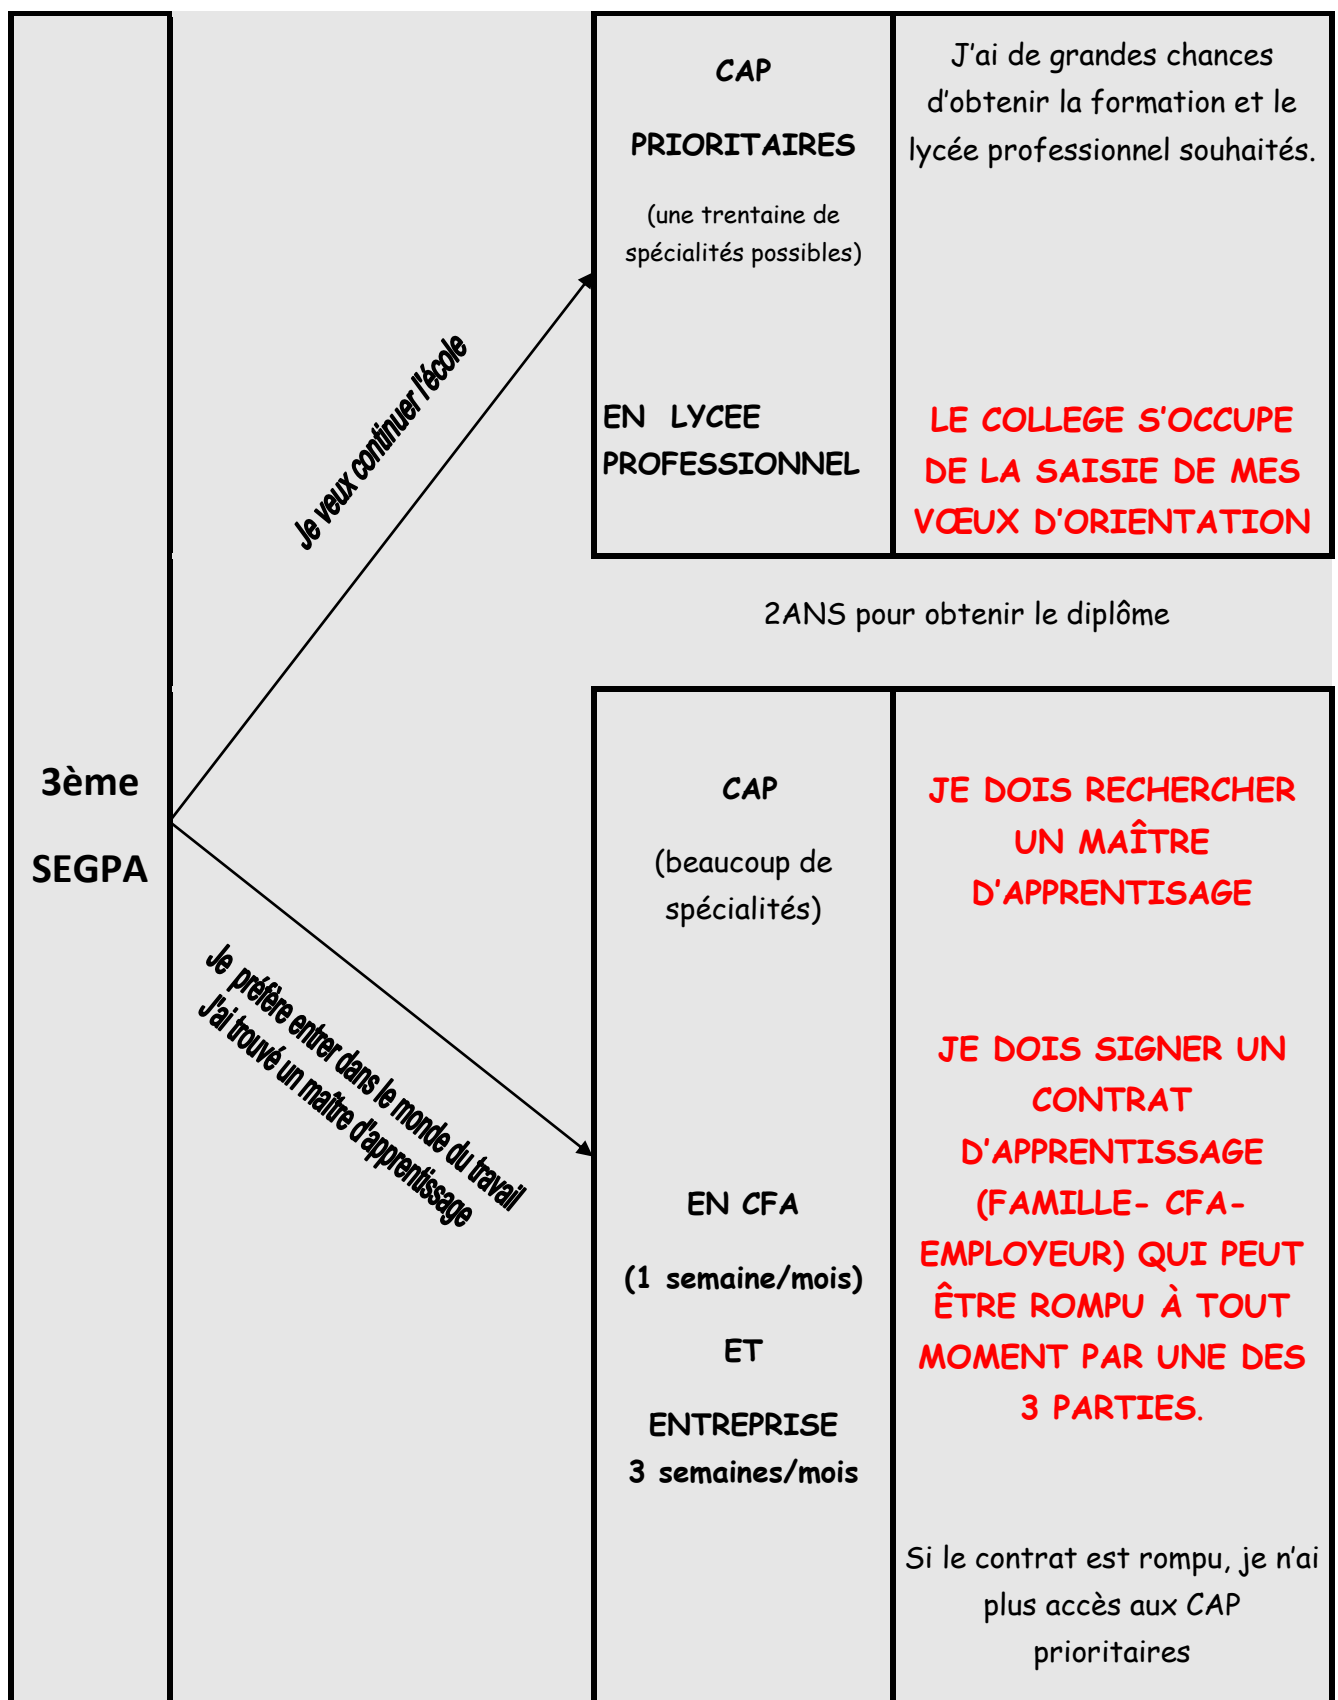 3ème
SEGPA
Je veux continuer l'école
CAP
PRIORITAIRES
(une trentaine de
spécialités possibles)
EN  LYCEE
PROFESSIONNEL
J’ai de grandes chances
d’obtenir la formation et le
lycée professionnel souhaités.
LE COLLEGE S’OCCUPE
DE LA SAISIE DE MES
VŒUX D’ORIENTATION
2ANS pour obtenir le diplôme
Je préfère entrer dans le monde du travail
J'ai trouvé un maître d'apprentissage
CAP
(beaucoup de
spécialités)
EN CFA
(1 semaine/mois)
ET
ENTREPRISE
3 semaines/mois
JE DOIS RECHERCHER
UN MAÎTRE
D’APPRENTISAGE
JE DOIS SIGNER UN
CONTRAT
D’APPRENTISSAGE
(FAMILLE- CFA-
EMPLOYEUR) QUI PEUT
ÊTRE ROMPU À TOUT
MOMENT PAR UNE DES
3 PARTIES.
Si le contrat est rompu, je n’ai
plus accès aux CAP
prioritaires